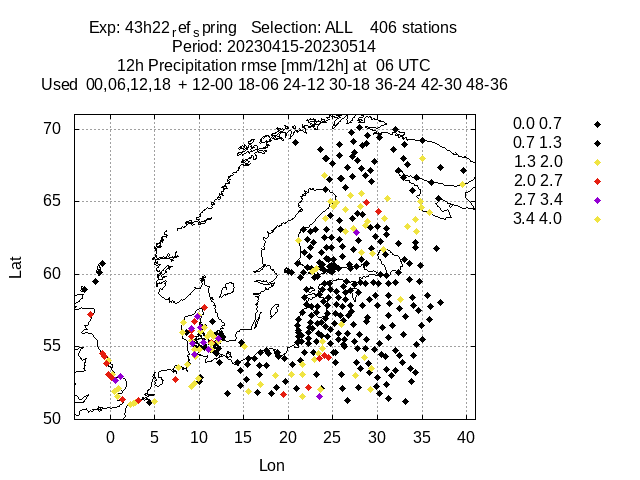 Exp: 43h22refspring Selection: ALL 406 stations
Period: 20230415-20230514
12h Precipitation rmse [mm/12h] at 06 UTC
Used 00,06,12,18 + 12-00 18-06 24-12 30-18 36-24 42-30 48-36
70
65
60
55
50
Lat
0 5 10 15 20 25 30 35 40
Lon
0.0 0.7
0.7 1.3
1.3 2.0
2.0 2.7
2.7 3.4
3.4 4.0